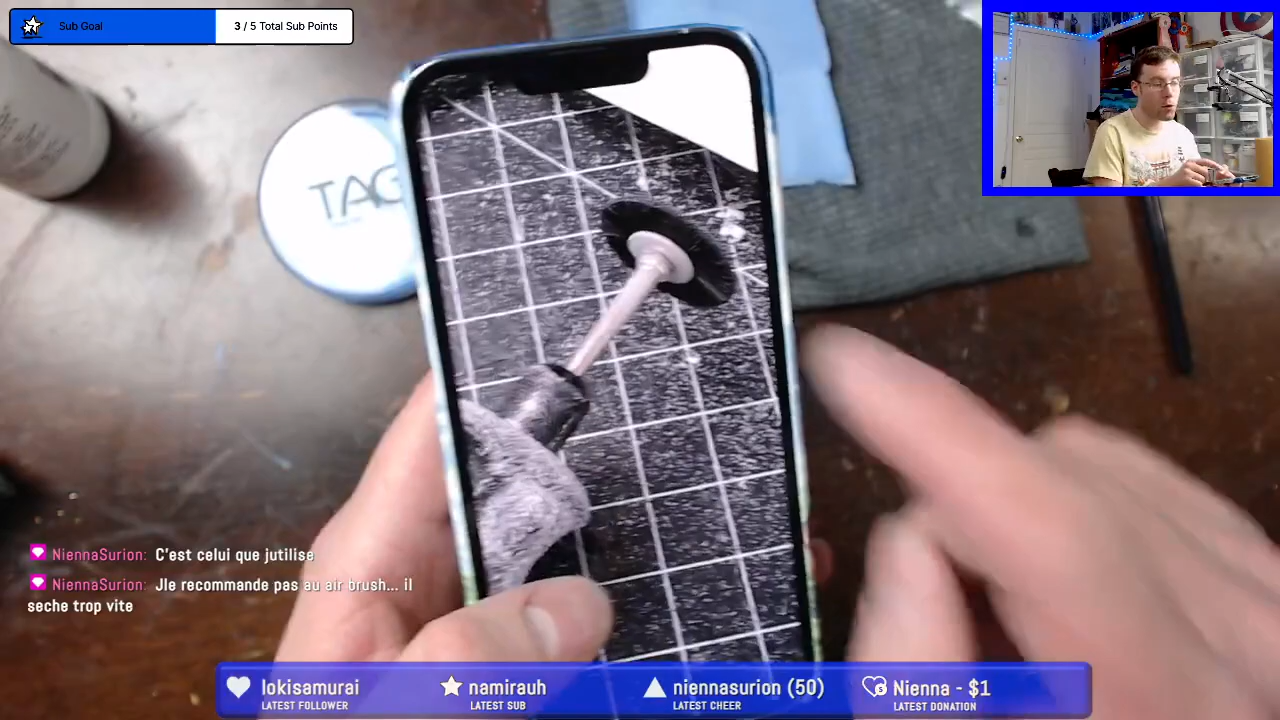 Sub Goal
3 / 5 Total Sub Points
TAG
NiennaSurion: C'est celui que jutilise
NiennaSurion: Jle recommande pas au air brush... il
seche trop vite
lokisamurai
LATEST FOLLOWER
namirauh
LATEST SUB
niennasurion (50)
LATEST CHEER
Nienna - $1
LATEST DONATION